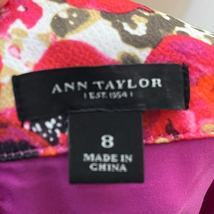 ANN TAYLOR
| EST. 1954 |
8
MADE IN
CHINA